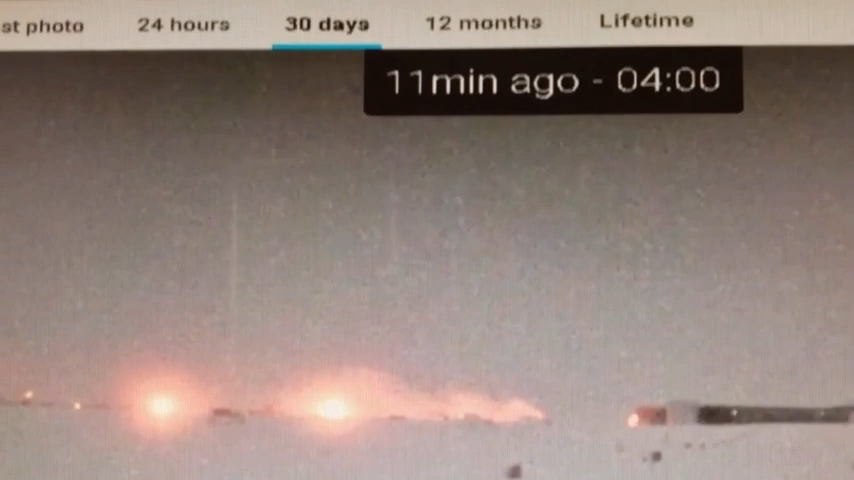 st photo 24 hours 30 days 12 months Lifetime
11min ago - 04:00